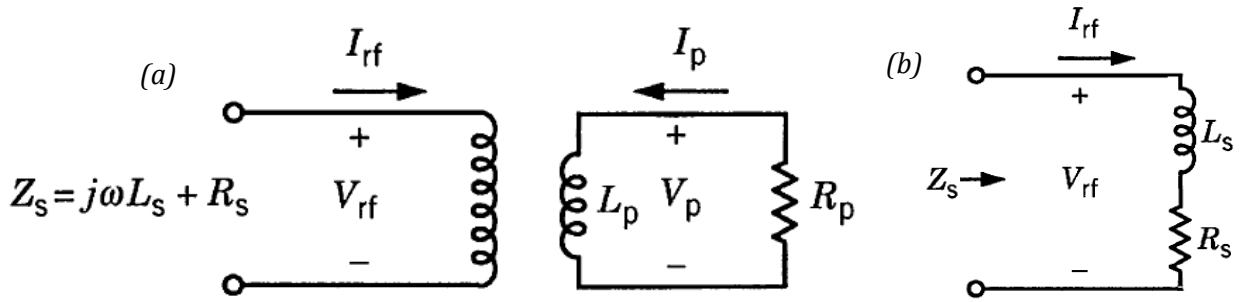 (a)
I_rf
I_p
Z_s = jωL_s + R_s
+
V_rf
−
L_p
+
V_p
−
R_p
(b)
I_rf
Z_s
+
V_rf
−
L_s
R_s